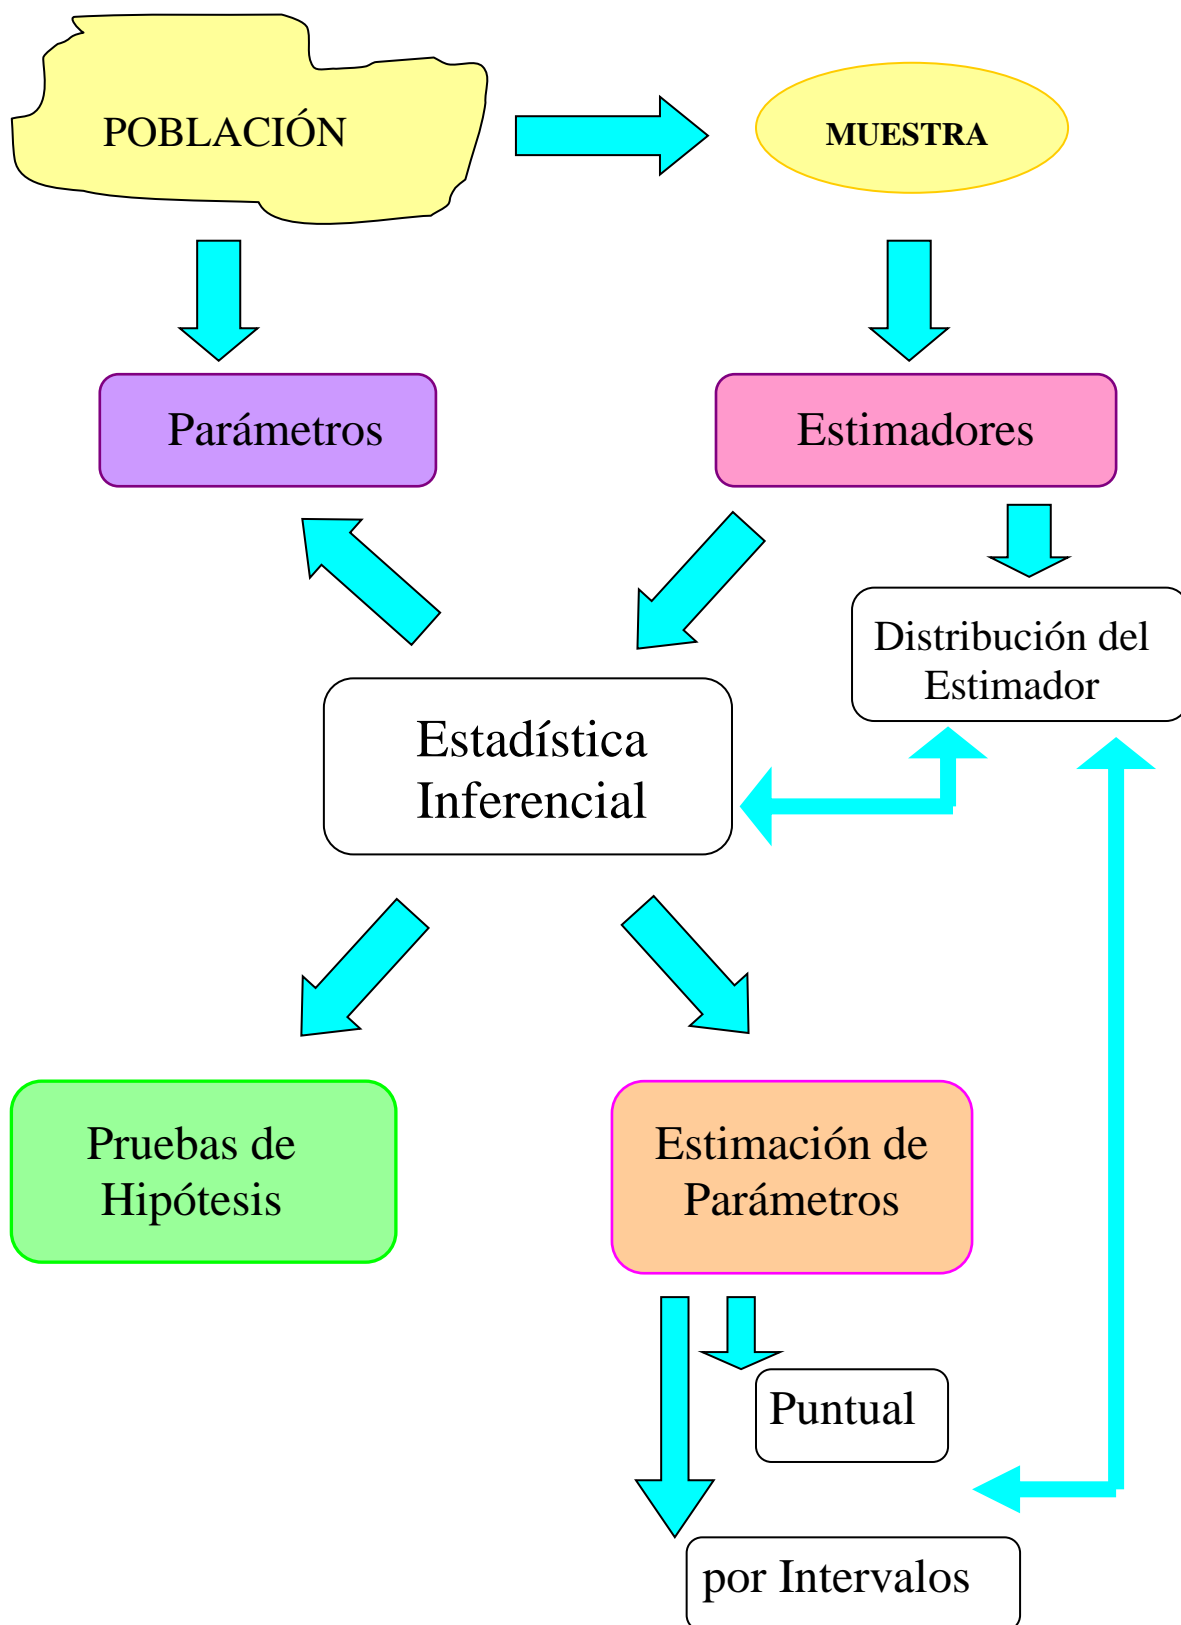 POBLACIÓN
MUESTRA
Parámetros
Estimadores
Distribución del
Estimador
Estadística
Inferencial
Pruebas de
Hipótesis
Estimación de
Parámetros
Puntual
por Intervalos